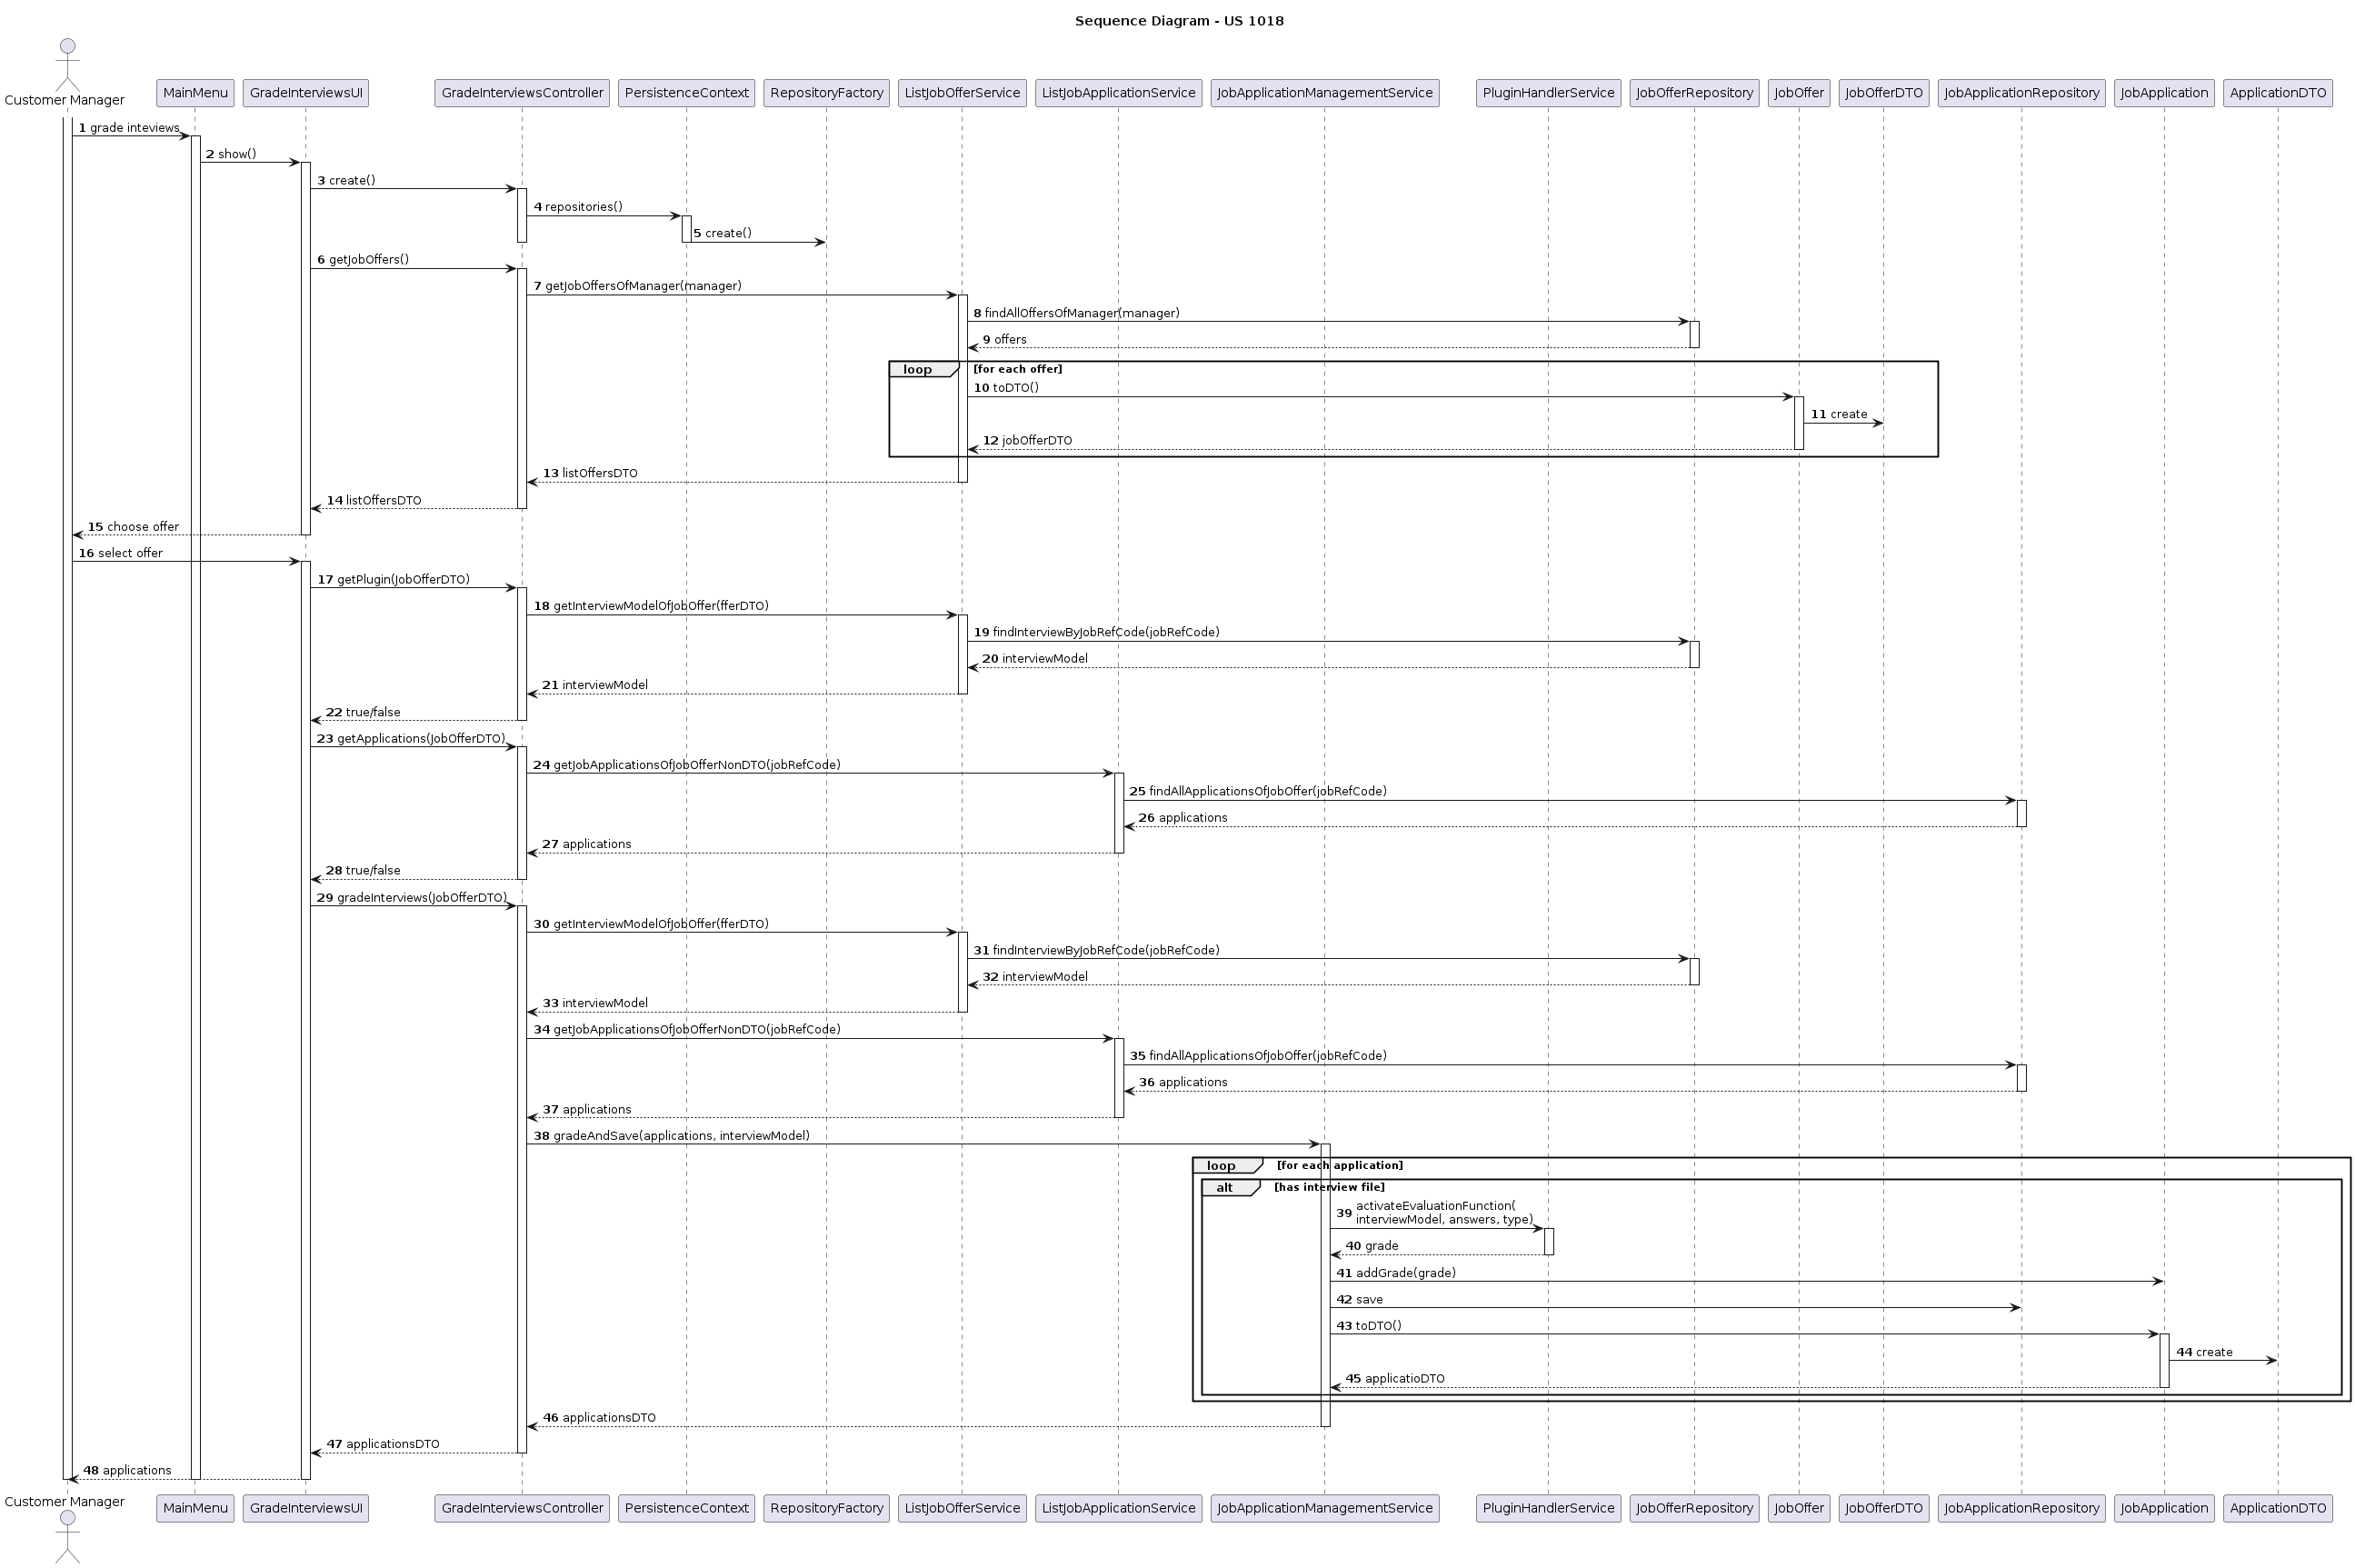 Sequence Diagram - US 1018
Customer Manager
MainMenu
GradeInterviewsUI
GradeInterviewsController
PersistenceContext
RepositoryFactory
ListJobOfferService
ListJobApplicationService
JobApplicationManagementService
PluginHandlerService
JobOfferRepository
JobOffer
JobOfferDTO
JobApplicationRepository
JobApplication
ApplicationDTO
1 grade inteviews
2 show()
3 create()
4 repositories()
5 create()
6 getJobOffers()
7 getJobOffersOfManager(manager)
8 findAllOffersOfManager(manager)
9 offers
loop [for each offer]
10 toDTO()
11 create
12 jobOfferDTO
13 listOffersDTO
14 listOffersDTO
15 choose offer
16 select offer
17 getPlugin(JobOfferDTO)
18 getInterviewModelOfJobOffer(fferDTO)
19 findInterviewByJobRefCode(jobRefCode)
20 interviewModel
21 interviewModel
22 true/false
23 getApplications(JobOfferDTO)
24 getJobApplicationsOfJobOfferNonDTO(jobRefCode)
25 findAllApplicationsOfJobOffer(jobRefCode)
26 applications
27 applications
28 true/false
29 gradeInterviews(JobOfferDTO)
30 getInterviewModelOfJobOffer(fferDTO)
31 findInterviewByJobRefCode(jobRefCode)
32 interviewModel
33 interviewModel
34 getJobApplicationsOfJobOfferNonDTO(jobRefCode)
35 findAllApplicationsOfJobOffer(jobRefCode)
36 applications
37 applications
38 gradeAndSave(applications, interviewModel)
loop [for each application]
alt [has interview file]
39 activateEvaluationFunction(
interviewModel, answers, type)
40 grade
41 addGrade(grade)
42 save
43 toDTO()
44 create
45 applicatioDTO
46 applicationsDTO
47 applicationsDTO
48 applications
Customer Manager
MainMenu
GradeInterviewsUI
GradeInterviewsController
PersistenceContext
RepositoryFactory
ListJobOfferService
ListJobApplicationService
JobApplicationManagementService
PluginHandlerService
JobOfferRepository
JobOffer
JobOfferDTO
JobApplicationRepository
JobApplication
ApplicationDTO